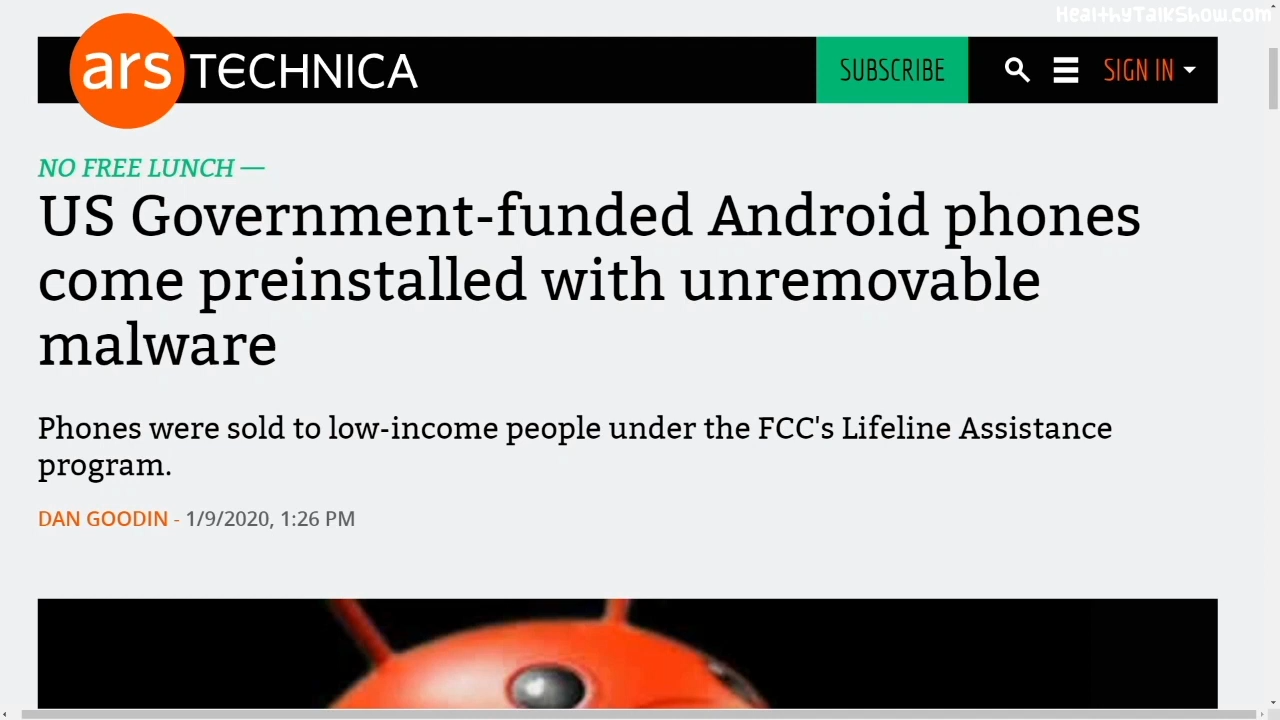 HealthyTalkShow.com
ars TECHNICA
SUBSCRIBE
SIGN IN
NO FREE LUNCH —
US Government-funded Android phones
come preinstalled with unremovable
malware
Phones were sold to low-income people under the FCC's Lifeline Assistance
program.
DAN GOODIN - 1/9/2020, 1:26 PM